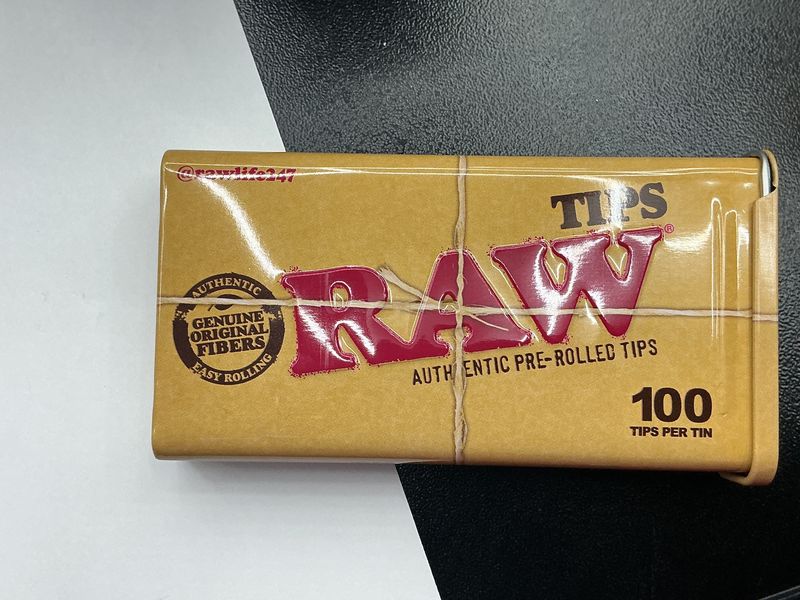 @rawlife247
TIPS
RAW®
AUTHENTIC PRE-ROLLED TIPS
AUTHENTIC
GENUINE
ORIGINAL
FIBERS
EASY ROLLING
100
TIPS PER TIN